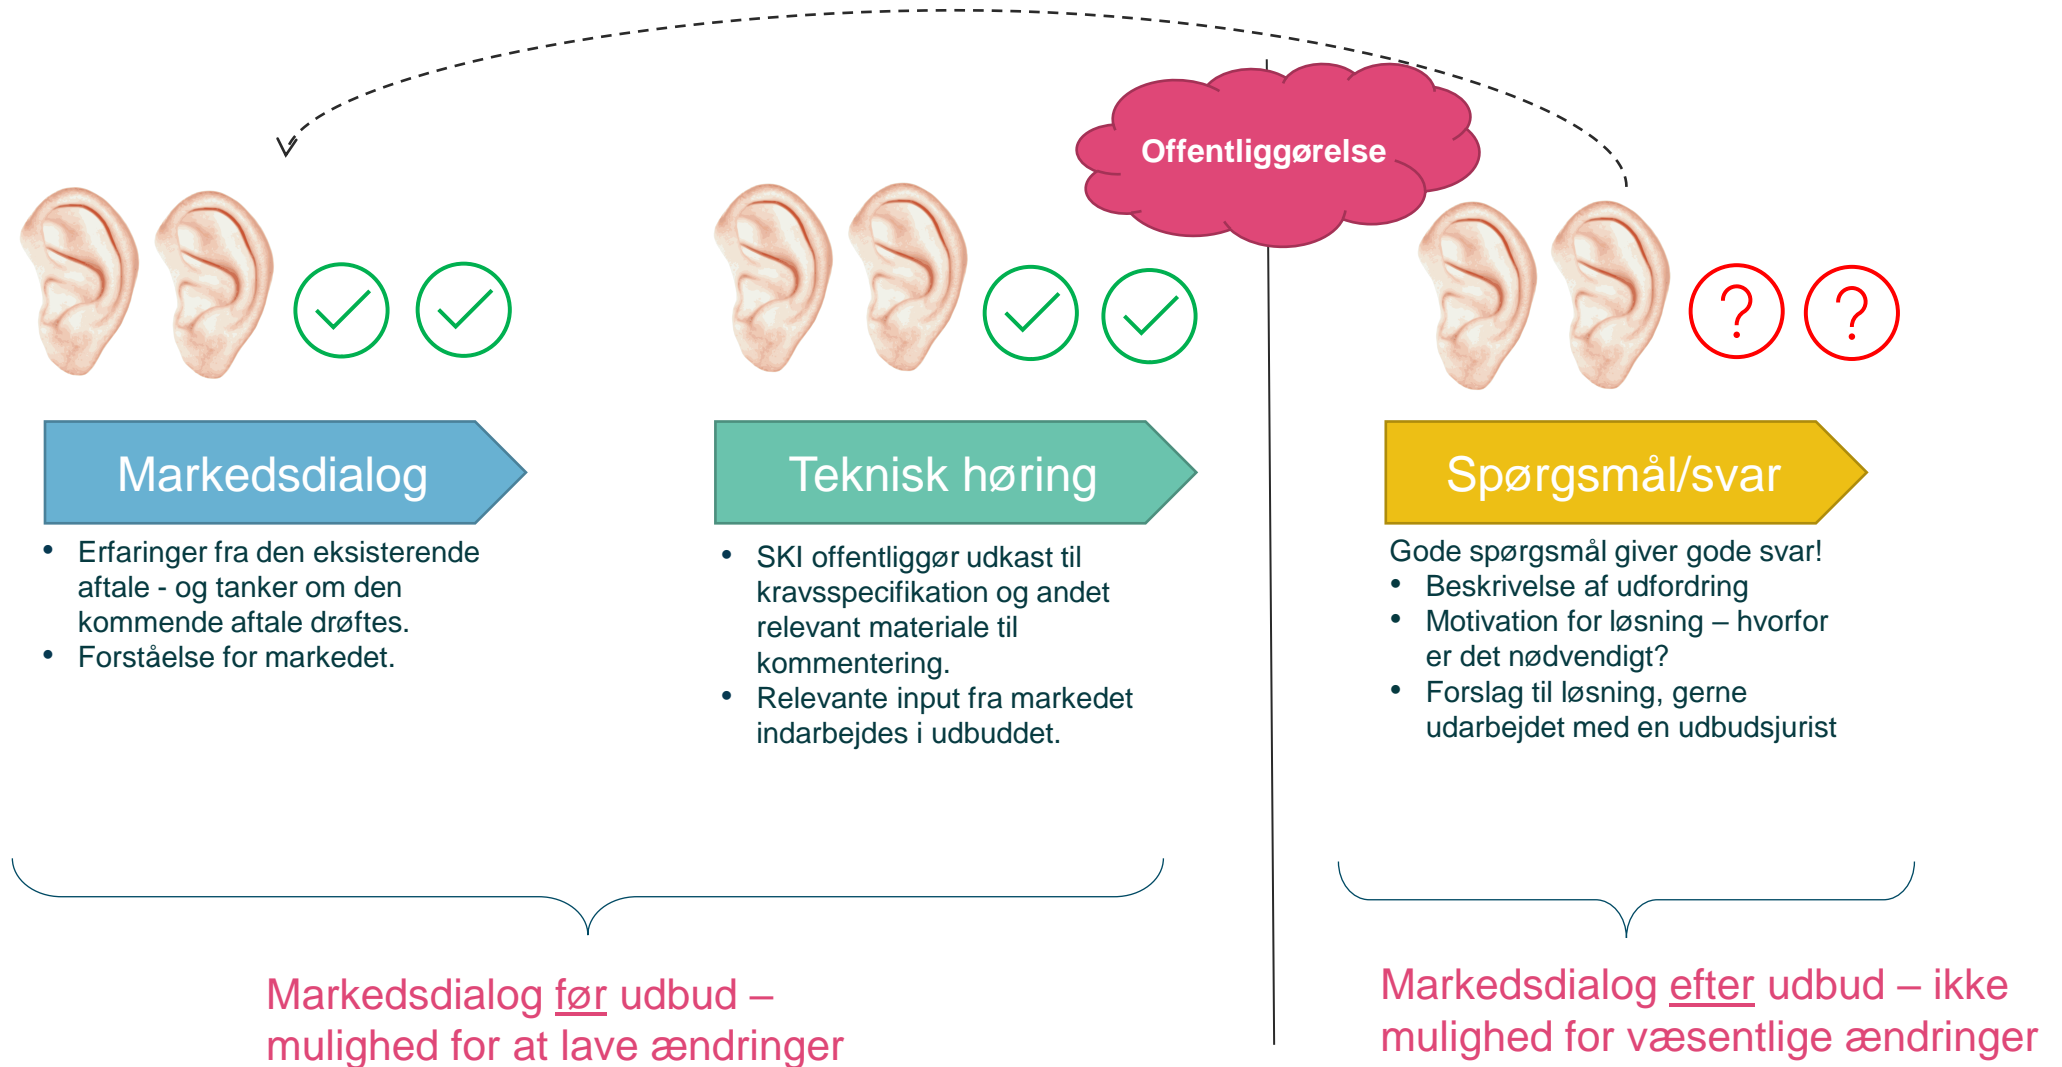 Offentliggørelse
Markedsdialog
• Erfaringer fra den eksisterende
aftale - og tanker om den
kommende aftale drøftes.
• Forståelse for markedet.
Teknisk høring
• SKI offentliggør udkast til
kravsspecifikation og andet
relevant materiale til
kommentering.
• Relevante input fra markedet
indarbejdes i udbuddet.
Spørgsmål/svar
Gode spørgsmål giver gode svar!
• Beskrivelse af udfordring
• Motivation for løsning – hvorfor
er det nødvendigt?
• Forslag til løsning, gerne
udarbejdet med en udbudsjurist
Markedsdialog før udbud –
mulighed for at lave ændringer
Markedsdialog efter udbud – ikke
mulighed for væsentlige ændringer